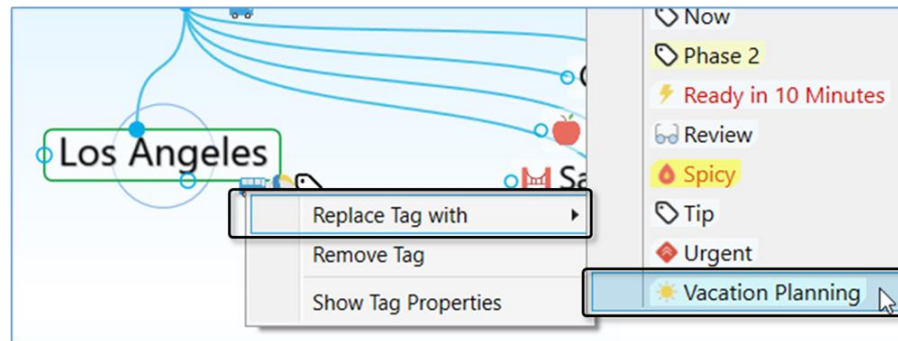 Los Angeles
Sa
Replace Tag with
Remove Tag
Show Tag Properties
Now
Phase 2
Ready in 10 Minutes
Review
Spicy
Tip
Urgent
Vacation Planning